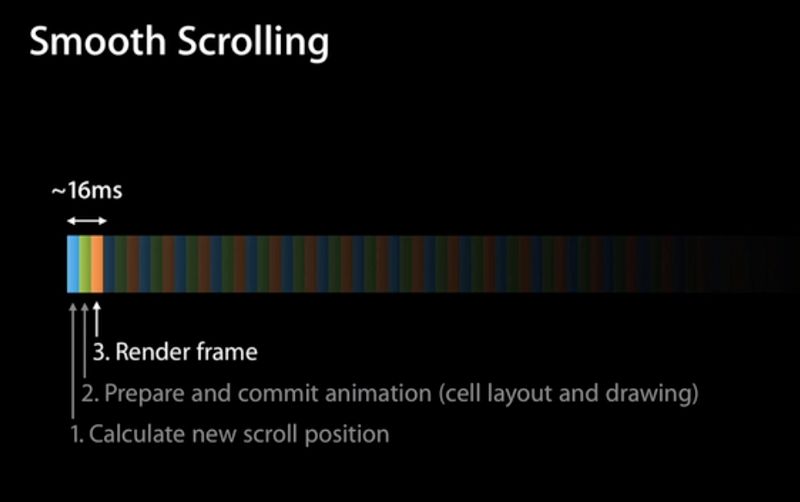 Smooth Scrolling
~16ms
3. Render frame
2. Prepare and commit animation (cell layout and drawing)
1. Calculate new scroll position